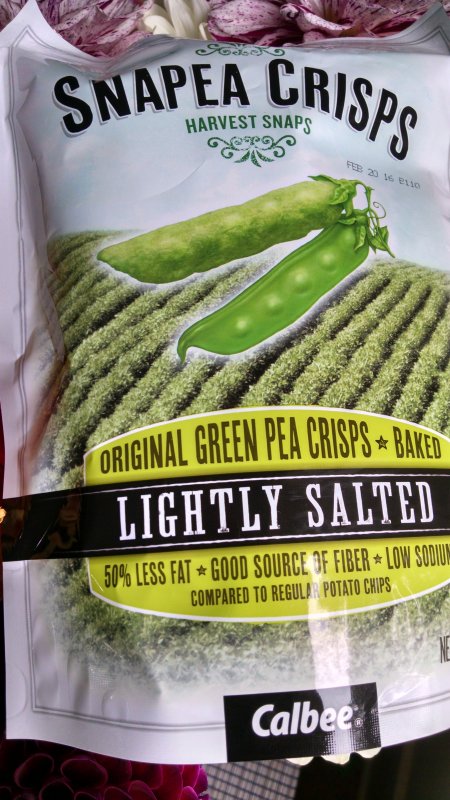 SNAPEA CRISPS
HARVEST SNAPS
FEB 20 16 E110
ORIGINAL GREEN PEA CRISPS ★ BAKED
LIGHTLY SALTED
50% LESS FAT ★ GOOD SOURCE OF FIBER ★ LOW SODIUM
COMPARED TO REGULAR POTATO CHIPS
NE
Calbee®